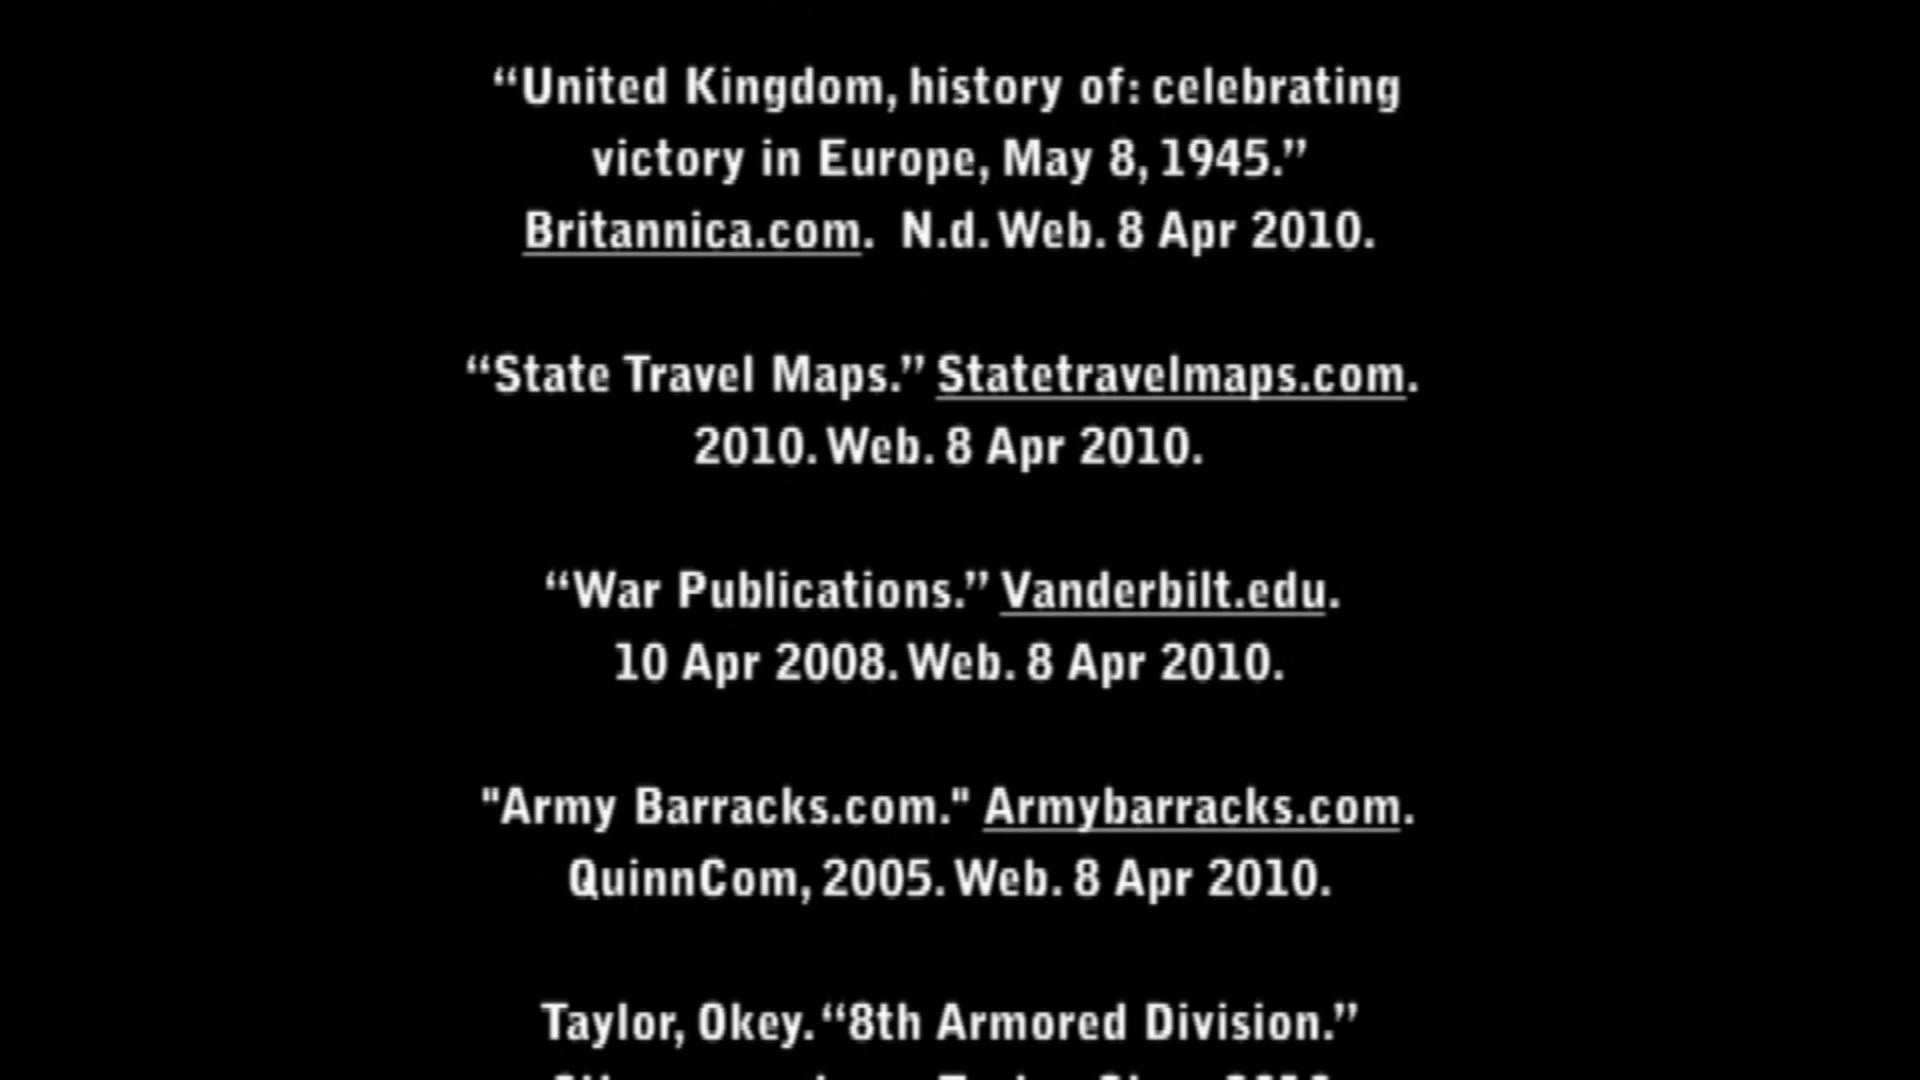 “United Kingdom, history of: celebrating
victory in Europe, May 8, 1945.”
Britannica.com.  N.d. Web. 8 Apr 2010.
“State Travel Maps.” Statetravelmaps.com.
2010. Web. 8 Apr 2010.
“War Publications.” Vanderbilt.edu.
10 Apr 2008. Web. 8 Apr 2010.
"Army Barracks.com." Armybarracks.com.
QuinnCom, 2005. Web. 8 Apr 2010.
Taylor, Okey. “8th Armored Division.”